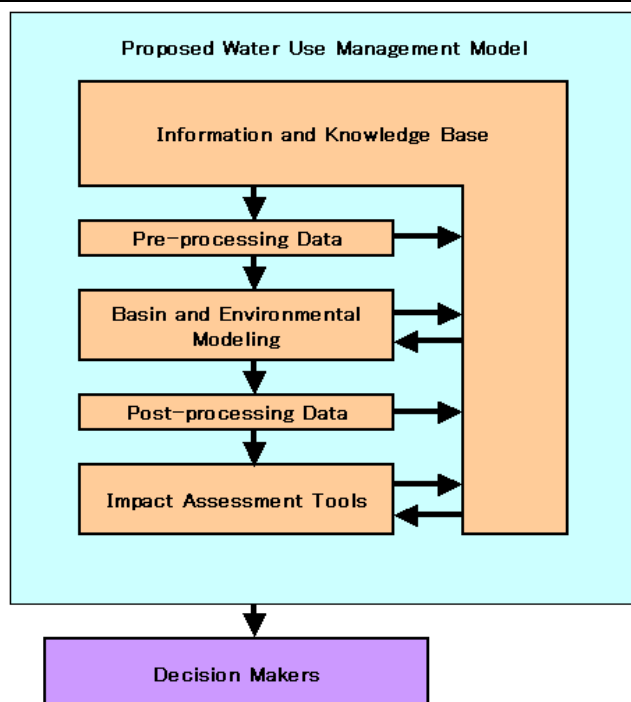 Proposed Water Use Management Model
Information and Knowledge Base
Pre-processing Data
Basin and Environmental
Modeling
Post-processing Data
Impact Assessment Tools
Decision Makers